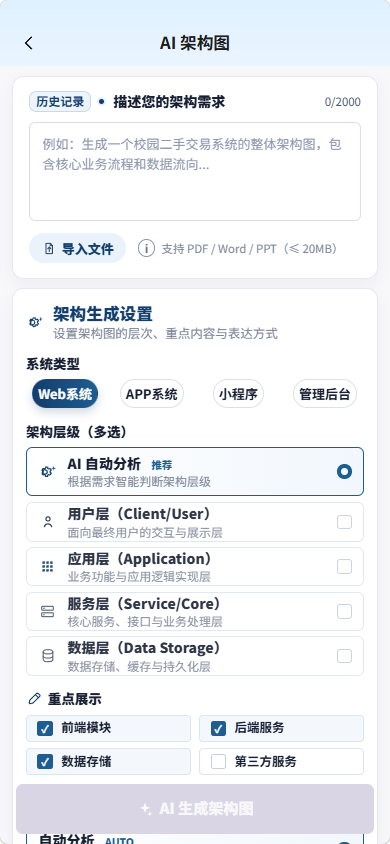 AI 架构图
历史记录 • 描述您的架构需求 0/2000
例如：生成一个校园二手交易系统的整体架构图，包
含核心业务流程和数据流向...
导入文件 支持 PDF / Word / PPT（≤ 20MB）
架构生成设置
设置架构图的层次、重点内容与表达方式
系统类型
Web系统 APP系统 小程序 管理后台
架构层级（多选）
AI 自动分析 推荐
根据需求智能判断架构层级
用户层（Client/User）
面向最终用户的交互与展示层
应用层（Application）
业务功能与应用逻辑实现层
服务层（Service/Core）
核心服务、接口与业务处理层
数据层（Data Storage）
数据存储、缓存与持久化层
重点展示
前端模块 后端服务
数据存储 第三方服务
AI 生成架构图
自动分析 AUTO